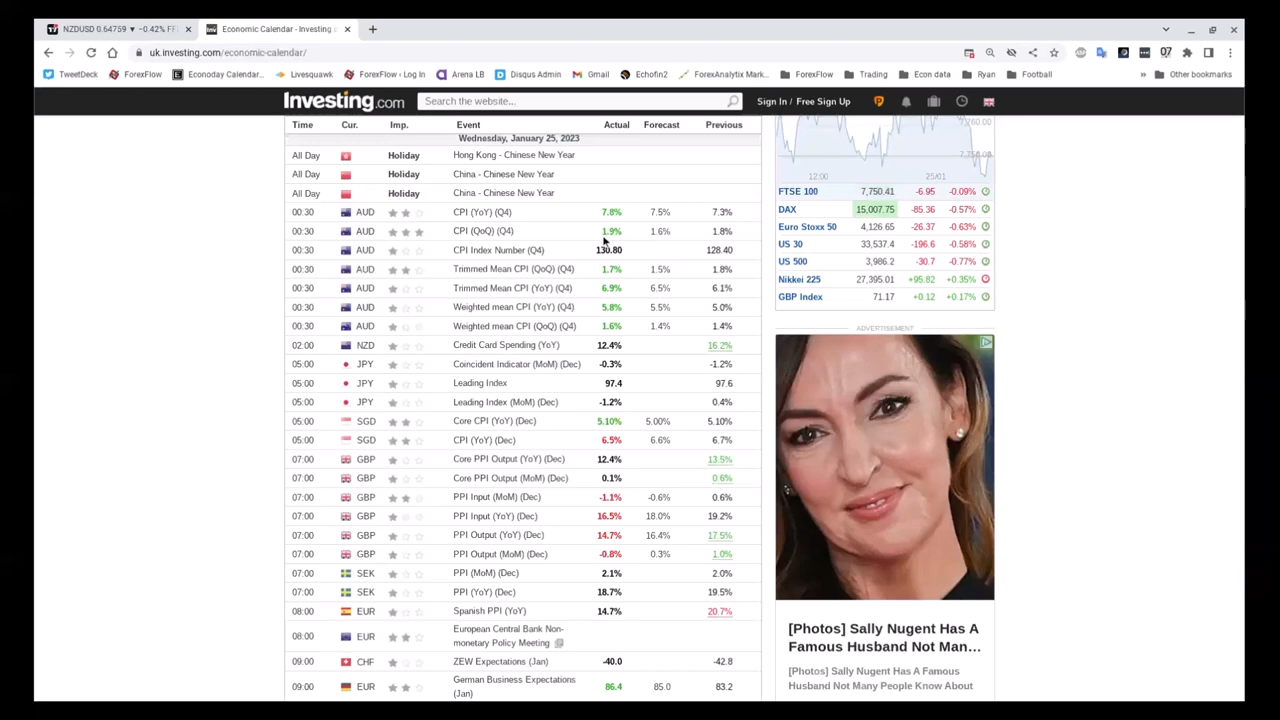 NZDUSD 0.64759 ▼ −0.42% FF
Economic Calendar - Investing
uk.investing.com/economic-calendar/
TweetDeck ForexFlow Econoday Calendar... Livesquawk ForexFlow ‹ Log In Arena LB Disqus Admin Gmail Echofin2 ForexAnalytix Mark... ForexFlow Trading Econ data Ryan Football » Other bookmarks
Investing.com Search the website... Sign In / Free Sign Up
Time Cur. Imp. Event Actual Forecast Previous
Wednesday, January 25, 2023
All Day Holiday Hong Kong - Chinese New Year
All Day Holiday China - Chinese New Year
All Day Holiday China - Chinese New Year
00:30 AUD CPI (YoY) (Q4) 7.8% 7.5% 7.3%
00:30 AUD CPI (QoQ) (Q4) 1.9% 1.6% 1.8%
00:30 AUD CPI Index Number (Q4) 130.80 128.40
00:30 AUD Trimmed Mean CPI (QoQ) (Q4) 1.7% 1.5% 1.8%
00:30 AUD Trimmed Mean CPI (YoY) (Q4) 6.9% 6.5% 6.1%
00:30 AUD Weighted mean CPI (YoY) (Q4) 5.8% 5.5% 5.0%
00:30 AUD Weighted mean CPI (QoQ) (Q4) 1.6% 1.4% 1.4%
02:00 NZD Credit Card Spending (YoY) 12.4% 16.2%
05:00 JPY Coincident Indicator (MoM) (Dec) -0.3% -1.2%
05:00 JPY Leading Index 97.4 97.6
05:00 JPY Leading Index (MoM) (Dec) -1.2% 0.4%
05:00 SGD Core CPI (YoY) (Dec) 5.10% 5.00% 5.10%
05:00 SGD CPI (YoY) (Dec) 6.5% 6.6% 6.7%
07:00 GBP Core PPI Output (YoY) (Dec) 12.4% 13.5%
07:00 GBP Core PPI Output (MoM) (Dec) 0.1% 0.6%
07:00 GBP PPI Input (MoM) (Dec) -1.1% -0.6% 0.6%
07:00 GBP PPI Input (YoY) (Dec) 16.5% 18.0% 19.2%
07:00 GBP PPI Output (YoY) (Dec) 14.7% 16.4% 17.5%
07:00 GBP PPI Output (MoM) (Dec) -0.8% 0.3% 1.0%
07:00 SEK PPI (MoM) (Dec) 2.1% 2.0%
07:00 SEK PPI (YoY) (Dec) 18.7% 19.5%
08:00 EUR Spanish PPI (YoY) 14.7% 20.7%
08:00 EUR European Central Bank Non-
monetary Policy Meeting
09:00 CHF ZEW Expectations (Jan) -40.0 -42.8
09:00 EUR German Business Expectations 86.4 85.0 83.2
(Jan)
7,760.00
12:00 25/01
FTSE 100 7,750.41 -6.95 -0.09%
DAX 15,007.75 -85.36 -0.57%
Euro Stoxx 50 4,126.65 -26.37 -0.63%
US 30 33,537.4 -196.6 -0.58%
US 500 3,986.2 -30.7 -0.77%
Nikkei 225 27,395.01 +95.82 +0.35%
GBP Index 71.17 +0.12 +0.17%
ADVERTISEMENT
[Photos] Sally Nugent Has A
Famous Husband Not Man...
[Photos] Sally Nugent Has A Famous
Husband Not Many People Know About